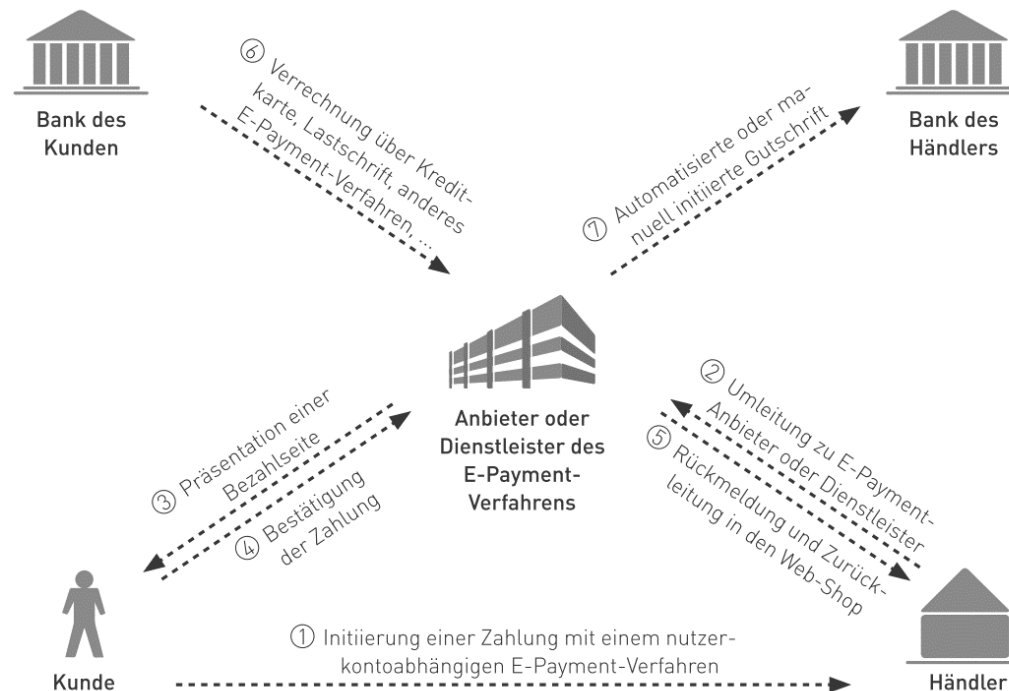 Bank des
Kunden
⑥ Verrechnung über Kredit-
karte, Lastschrift, anderes
E-Payment-Verfahren, ...
⑦ Automatisierte oder ma-
nuell initiierte Gutschrift
Bank des
Händlers
Anbieter oder
Dienstleister des
E-Payment-
Verfahrens
③ Präsentation einer
Bezahlseite
④ Bestätigung
der Zahlung
② Umleitung zu E-Payment-
Anbieter oder Dienstleister
⑤ Rückmeldung und Zurück-
leitung in den Web-Shop
① Initiierung einer Zahlung mit einem nutzer-
kontoabhängigen E-Payment-Verfahren
Kunde
Händler